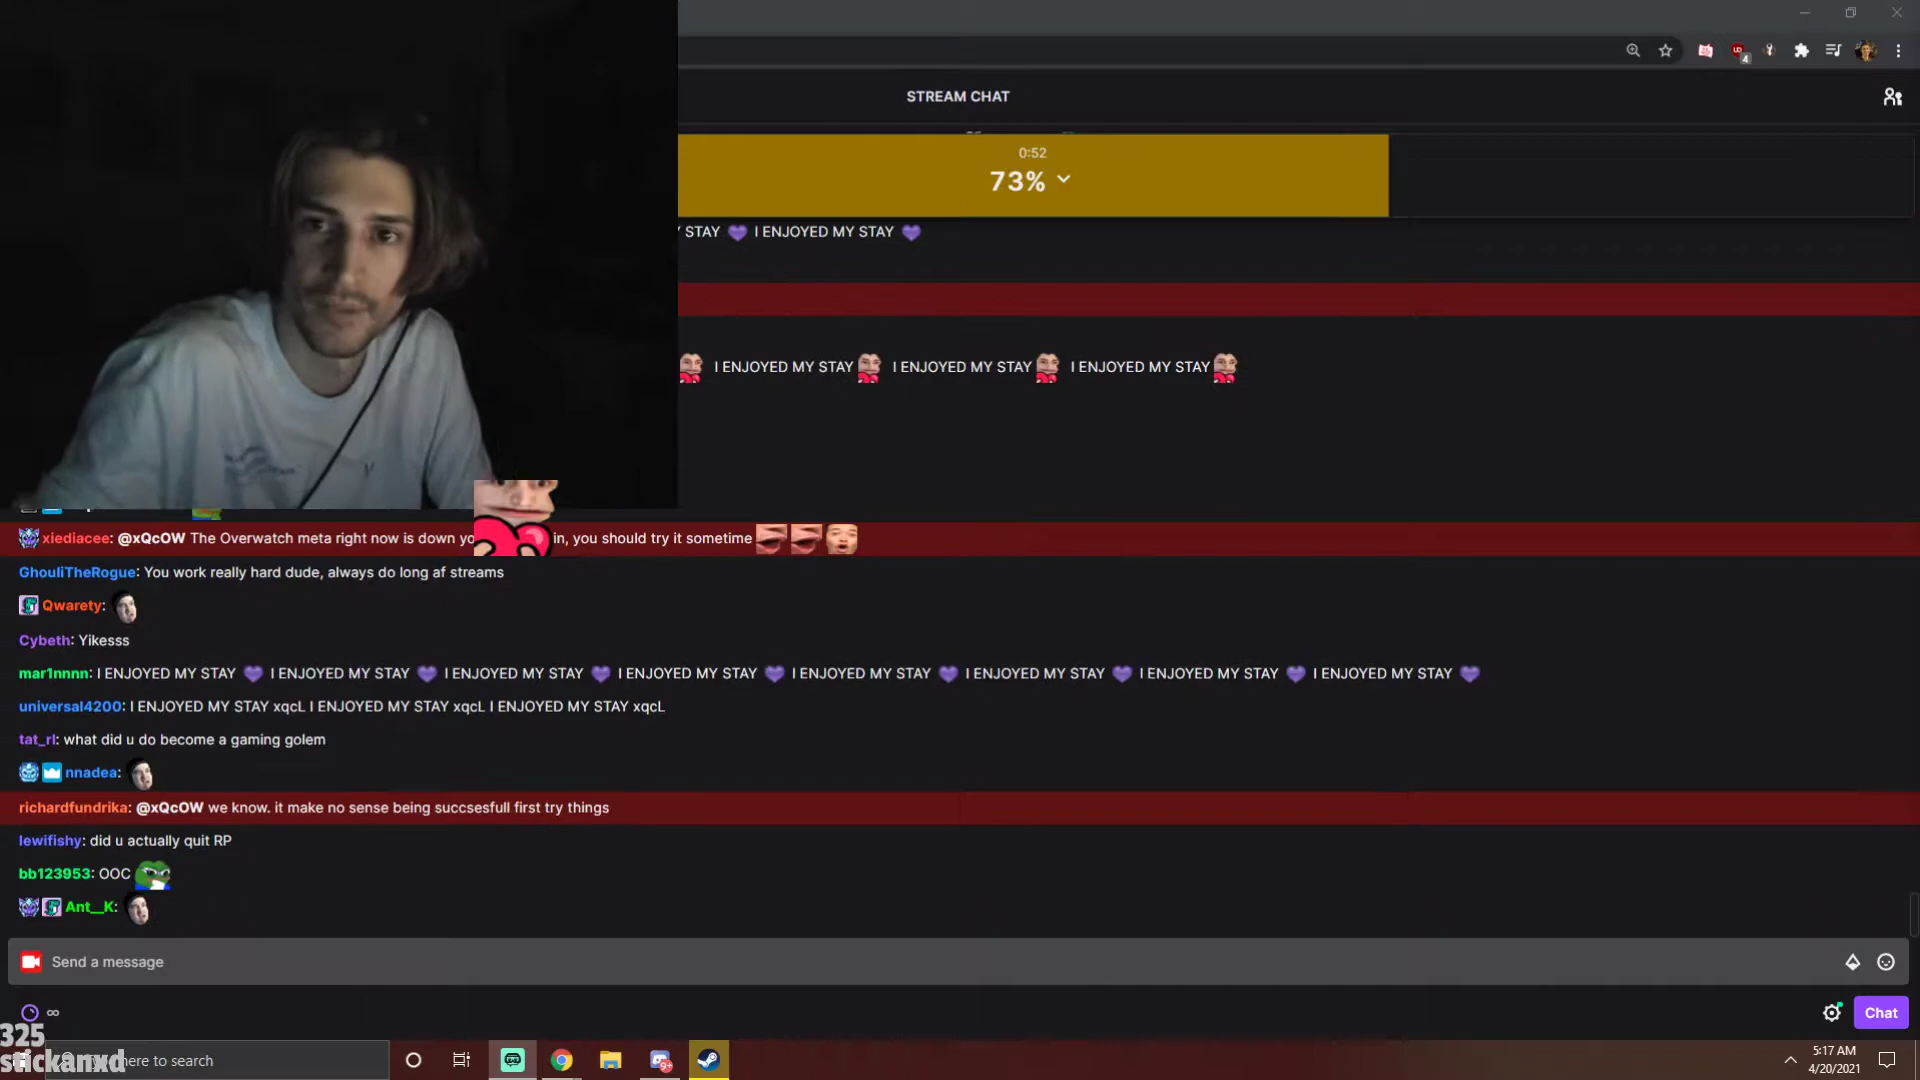 STREAM CHAT
0:52
73%
STAY I ENJOYED MY STAY
I ENJOYED MY STAY I ENJOYED MY STAY I ENJOYED MY STAY
xiediacee: @xQcOW The Overwatch meta right now is down in, you should try it sometime
GhouliTheRogue: You work really hard dude, always do long af streams
Qwarety:
Cybeth: Yikesss
mar1nnnn: I ENJOYED MY STAY I ENJOYED MY STAY I ENJOYED MY STAY I ENJOYED MY STAY I ENJOYED MY STAY I ENJOYED MY STAY I ENJOYED MY STAY I ENJOYED MY STAY
universal4200: I ENJOYED MY STAY xqcL I ENJOYED MY STAY xqcL I ENJOYED MY STAY xqcL
tat_rl: what did u do become a gaming golem
nnadea:
richardfundrika: @xQcOW we know. it make no sense being succsesfull first try things
lewifishy: did u actually quit RP
bb123953: OOC
Ant__K:
Send a message
∞
Chat
325
stickanxd
here to search
9+
5:17 AM
4/20/2021